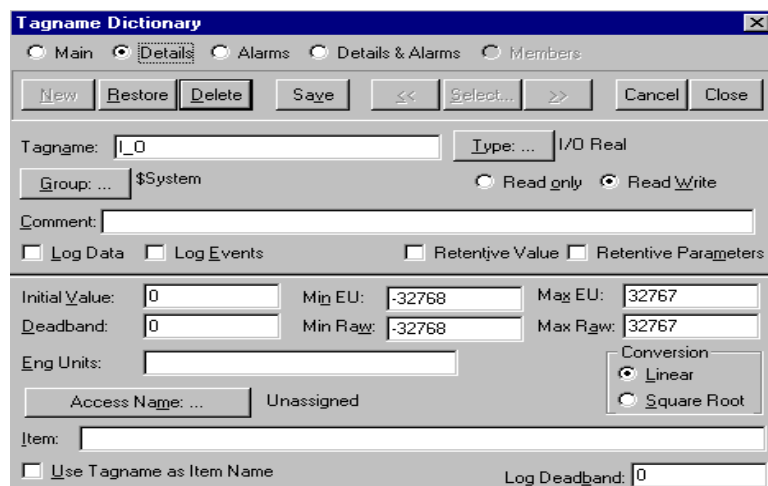 Tagname Dictionary
Main Details Alarms Details & Alarms Members
New Restore Delete Save << Select... >> Cancel Close
Tagname: I_O Type: ... I/O Real
Group: ... $System Read only Read Write
Comment:
Log Data Log Events Retentive Value Retentive Parameters
Initial Value: 0 Min EU: -32768 Max EU: 32767
Deadband: 0 Min Raw: -32768 Max Raw: 32767
Eng Units: Conversion
Linear
Access Name: ... Unassigned Square Root
Item:
Use Tagname as Item Name Log Deadband: 0